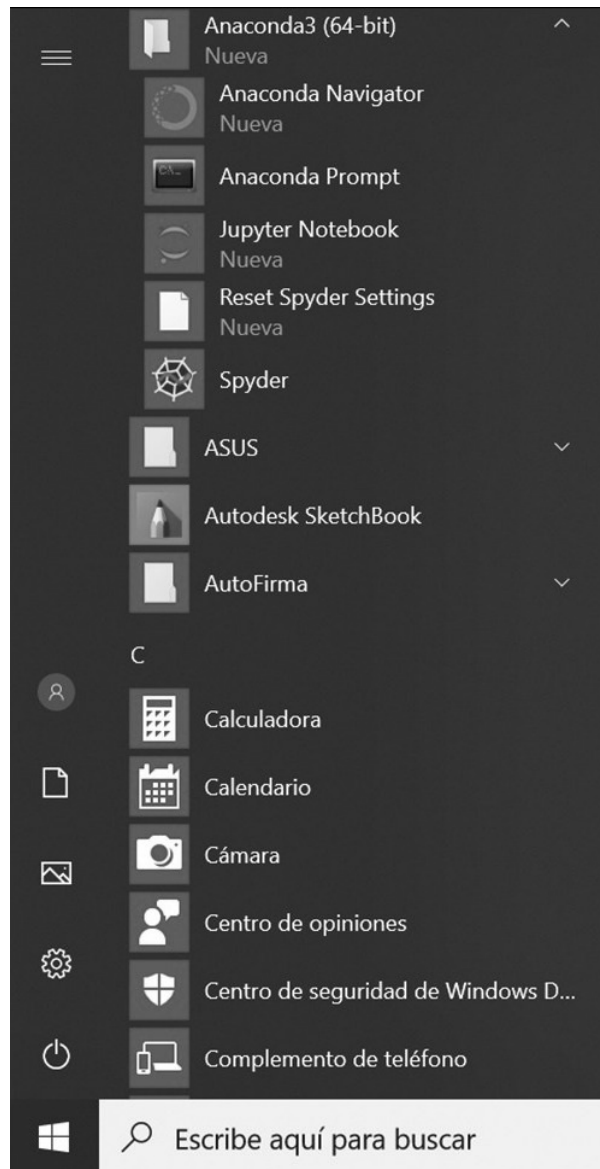 Anaconda3 (64-bit)
Nueva
Anaconda Navigator
Nueva
Anaconda Prompt
Jupyter Notebook
Nueva
Reset Spyder Settings
Nueva
Spyder
ASUS
Autodesk SketchBook
AutoFirma
C
Calculadora
Calendario
Cámara
Centro de opiniones
Centro de seguridad de Windows D...
Complemento de teléfono
Escribe aquí para buscar